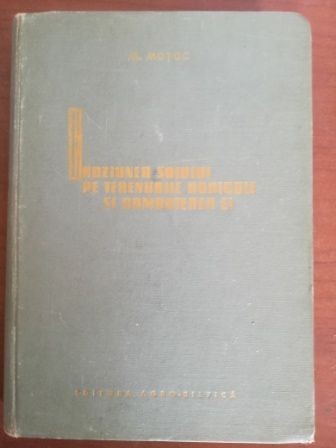 M. MOȚOC
EROZIUNEA SOLULUI
PE TERENURILE AGRICOLE
ȘI COMBATEREA EI
EDITURA AGRO-SILVICĂ